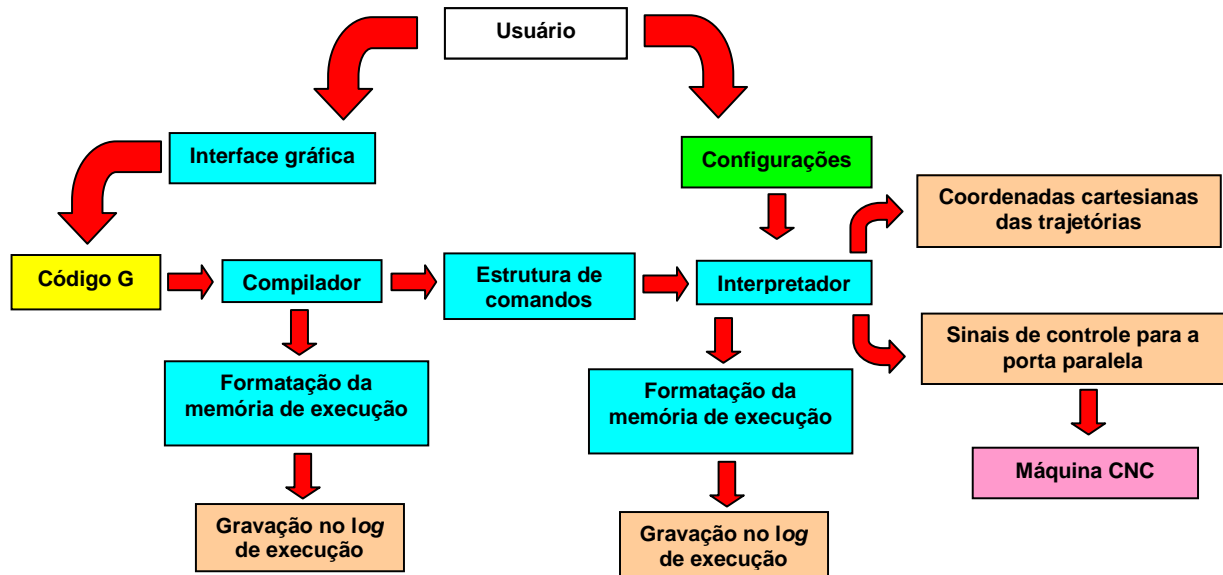 Usuário
Interface gráfica
Configurações
Coordenadas cartesianas
das trajetórias
Código G
Compilador
Estrutura de
comandos
Interpretador
Sinais de controle para a
porta paralela
Formatação da
memória de execução
Formatação da
memória de execução
Máquina CNC
Gravação no log
de execução
Gravação no log
de execução